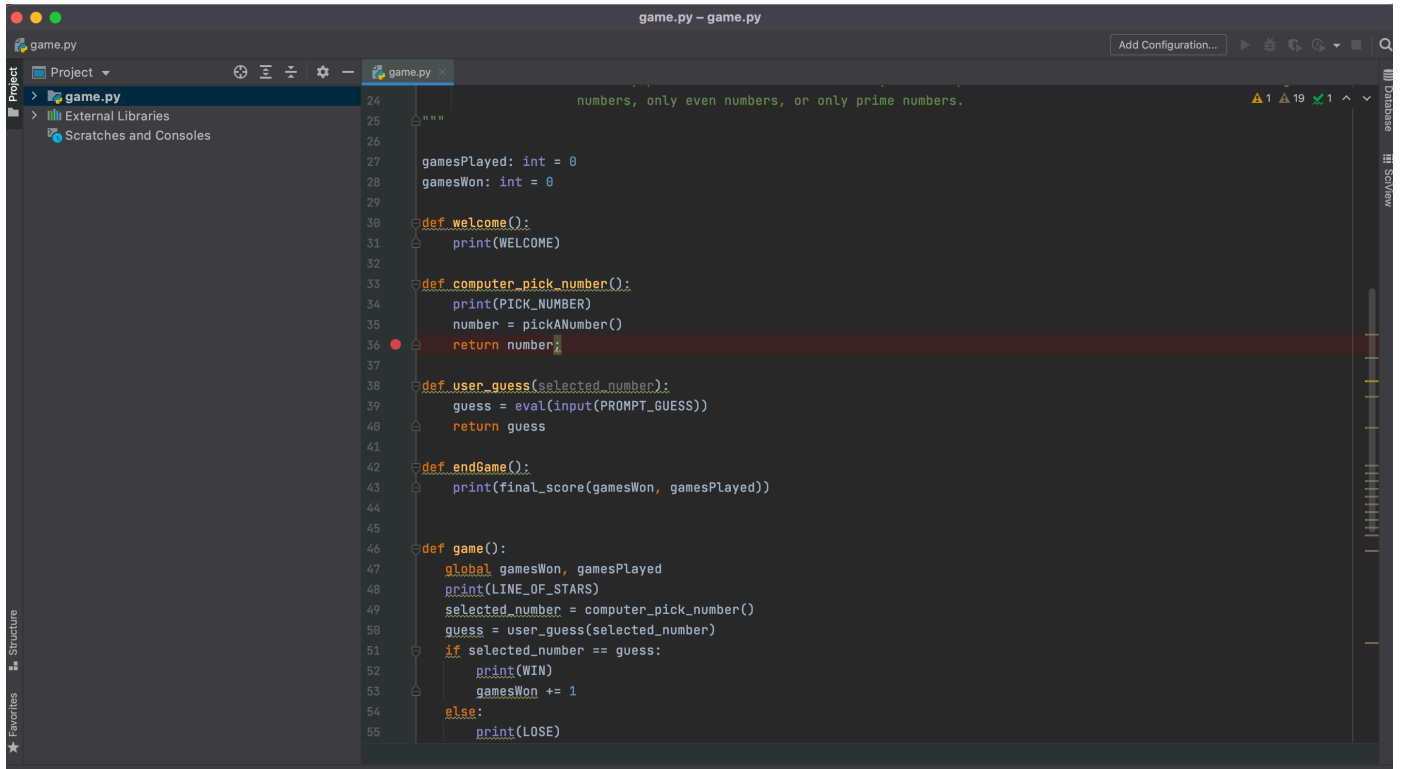 game.py – game.py
game.py
Add Configuration...
Project
game.py
Project
game.py
External Libraries
Scratches and Consoles
Structure
Favorites
Database
SciView
1 19 1
24 numbers, only even numbers, or only prime numbers.
25 """
26
27 gamesPlayed: int = 0
28 gamesWon: int = 0
29
30 def welcome():
31     print(WELCOME)
32
33 def computer_pick_number():
34     print(PICK_NUMBER)
35     number = pickANumber()
36     return number;
37
38 def user_guess(selected_number):
39     guess = eval(input(PROMPT_GUESS))
40     return guess
41
42 def endGame():
43     print(final_score(gamesWon, gamesPlayed))
44
45
46 def game():
47    global gamesWon, gamesPlayed
48    print(LINE_OF_STARS)
49    selected_number = computer_pick_number()
50    guess = user_guess(selected_number)
51    if selected_number == guess:
52        print(WIN)
53        gamesWon += 1
54    else:
55        print(LOSE)